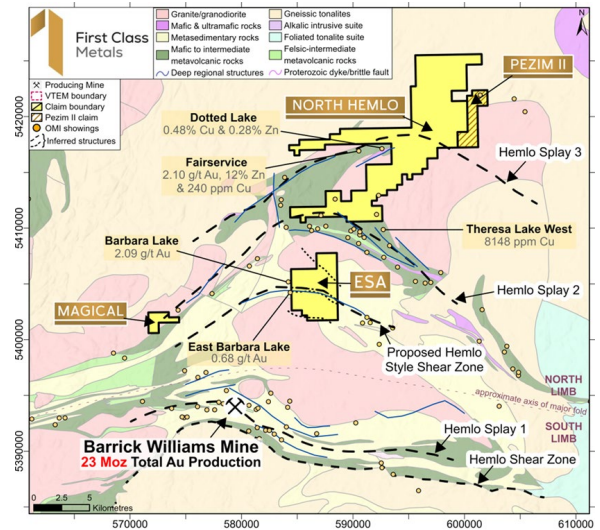 First Class
Metals
Granite/granodiorite
Mafic & ultramafic rocks
Metasedimentary rocks
Mafic to intermediate
metavolcanic rocks
Deep regional structures
Gneissic tonalites
Alkalic intrusive suite
Foliated tonalite suite
Felsic-intermediate
metavolcanic rocks
Proterozoic dyke/brittle fault
N
Producing Mine
VTEM boundary
Claim boundary
Pezim II claim
OMI showings
Inferred structures
PEZIM II
NORTH HEMLO
Dotted Lake
0.48% Cu & 0.28% Zn
Hemlo Splay 3
Fairservice
2.10 g/t Au, 12% Zn
& 240 ppm Cu
Theresa Lake West
8148 ppm Cu
Barbara Lake
2.09 g/t Au
ESA
Hemlo Splay 2
MAGICAL
East Barbara Lake
0.68 g/t Au
Proposed Hemlo
Style Shear Zone
NORTH
LIMB
approximate axis of major fold
SOUTH
LIMB
Barrick Williams Mine
23 Moz Total Au Production
Hemlo Splay 1
Hemlo Shear Zone
5420000
5410000
5400000
5390000
0 2.5 5
Kilometres
570000 580000 590000 600000 610000